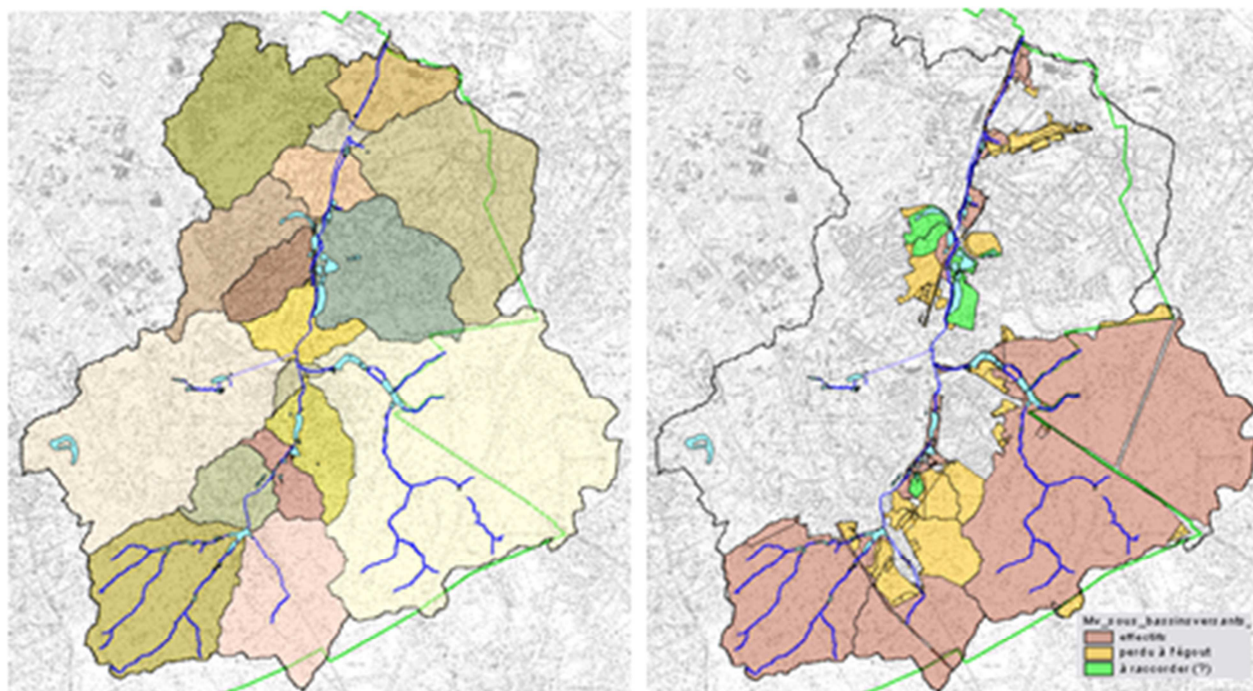 Mv_sous_bassinsversants_
effectifs
perdu à l'égout
à raccorder (?)